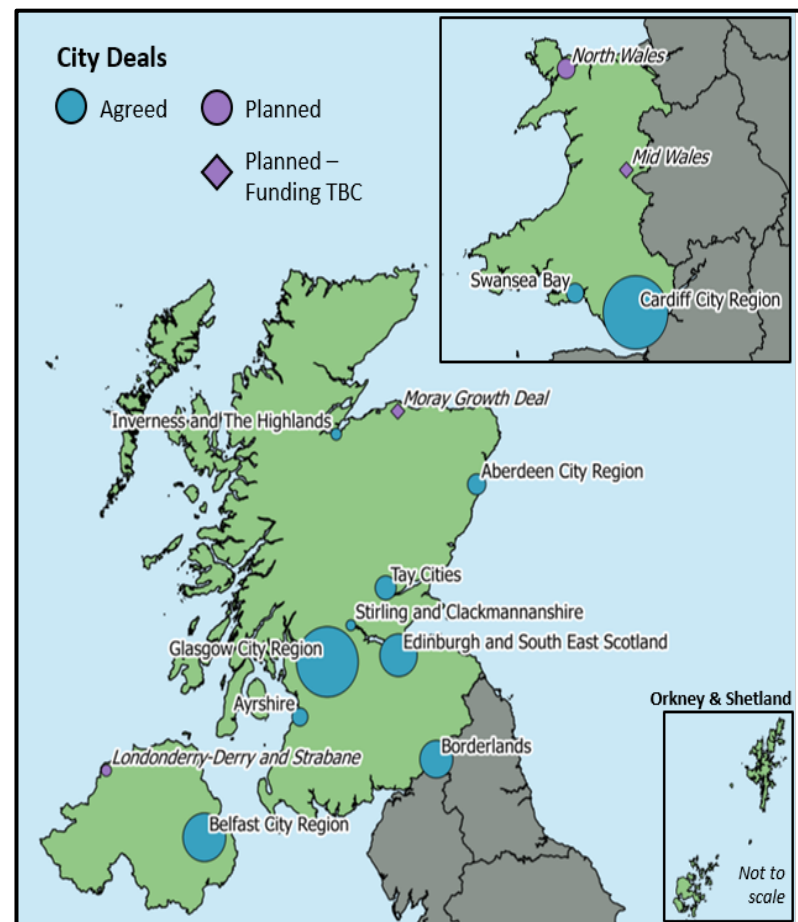 City Deals
Agreed
Planned
Planned –
Funding TBC
North Wales
Mid Wales
Swansea Bay
Cardiff City Region
Moray Growth Deal
Inverness and The Highlands
Aberdeen City Region
Tay Cities
Stirling and Clackmannanshire
Glasgow City Region
Edinburgh and South East Scotland
Ayrshire
Orkney & Shetland
Borderlands
Londonderry-Derry and Strabane
Belfast City Region
Not to
scale